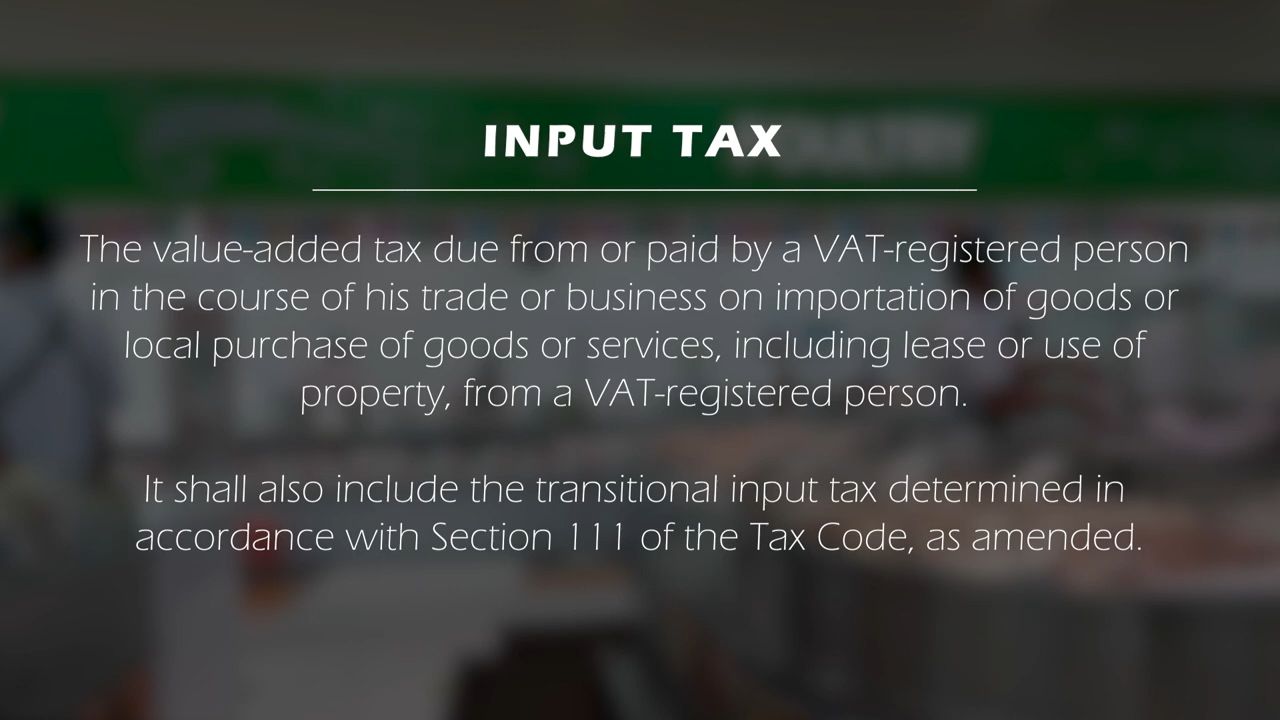 INPUT TAX
The value-added tax due from or paid by a VAT-registered person
in the course of his trade or business on importation of goods or
local purchase of goods or services, including lease or use of
property, from a VAT-registered person.
It shall also include the transitional input tax determined in
accordance with Section 111 of the Tax Code, as amended.